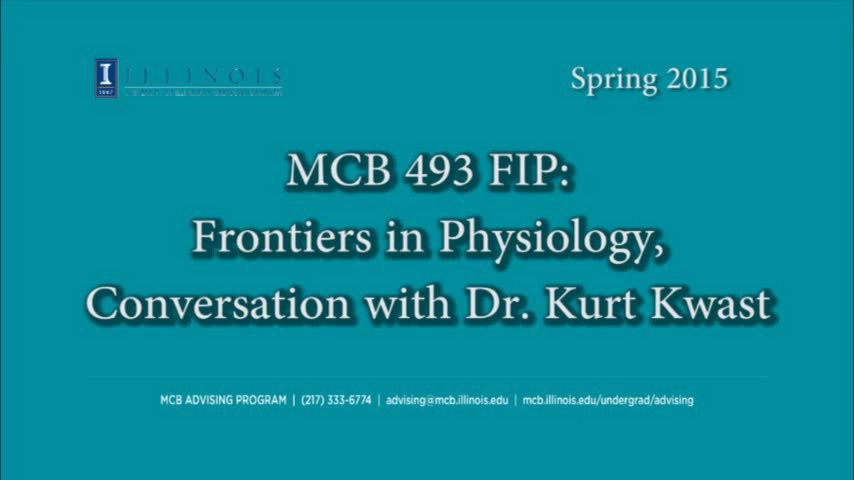 I
1867
ILLINOIS
Spring 2015
MCB 493 FIP:
Frontiers in Physiology,
Conversation with Dr. Kurt Kwast
MCB ADVISING PROGRAM | (217) 333-6774 | advising@mcb.illinois.edu | mcb.illinois.edu/undergrad/advising